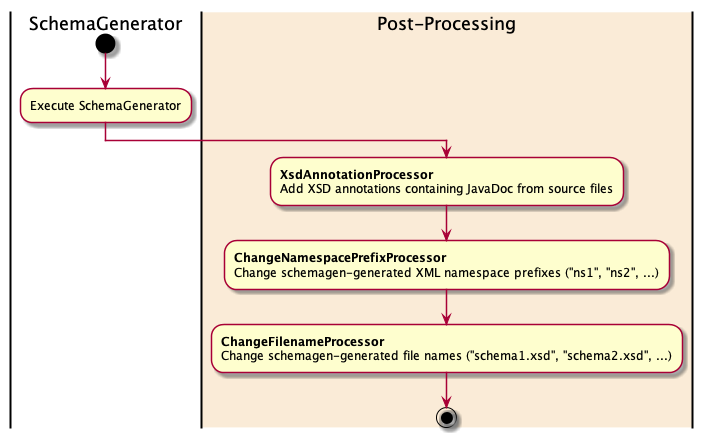 SchemaGenerator
Post-Processing
Execute SchemaGenerator
XsdAnnotationProcessor
Add XSD annotations containing JavaDoc from source files
ChangeNamespacePrefixProcessor
Change schemagen-generated XML namespace prefixes ("ns1", "ns2", ...)
ChangeFilenameProcessor
Change schemagen-generated file names ("schema1.xsd", "schema2.xsd", ...)